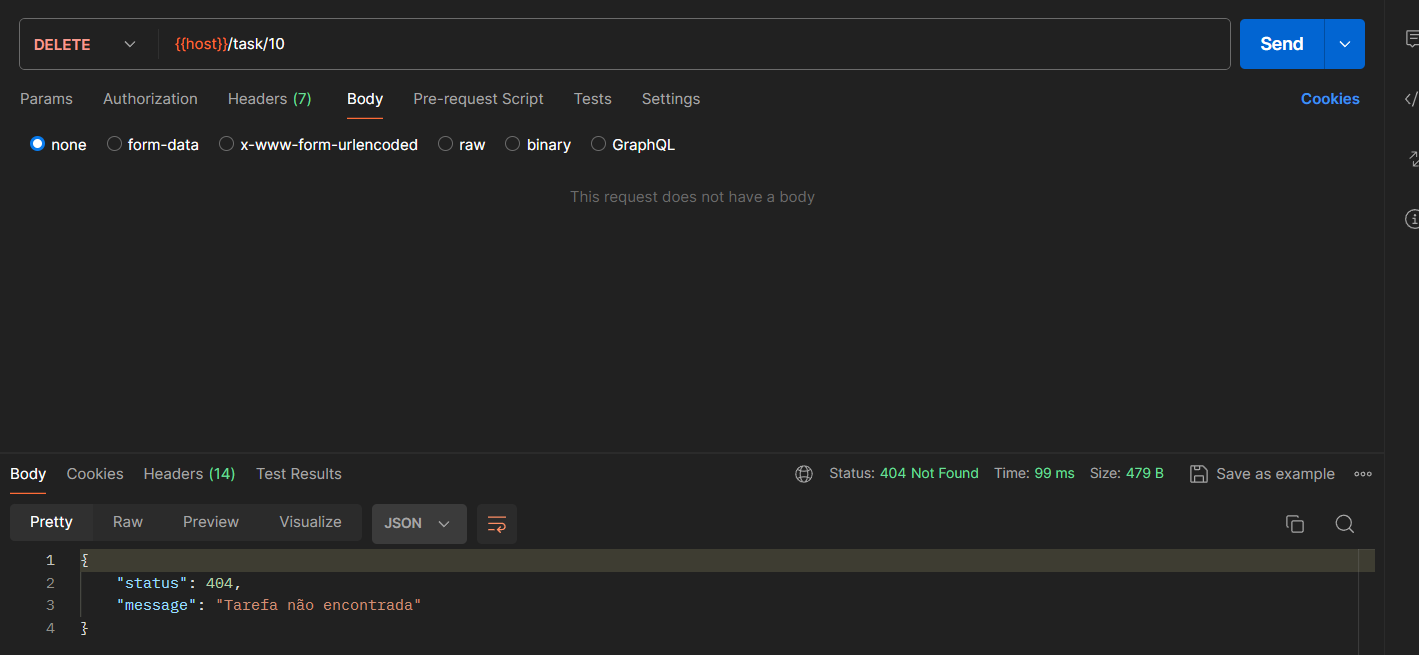 DELETE {{host}}/task/10 Send
Params Authorization Headers (7) Body Pre-request Script Tests Settings Cookies
none form-data x-www-form-urlencoded raw binary GraphQL
This request does not have a body
Body Cookies Headers (14) Test Results Status: 404 Not Found Time: 99 ms Size: 479 B Save as example
Pretty Raw Preview Visualize JSON
1 {
2 "status": 404,
3 "message": "Tarefa não encontrada"
4 }